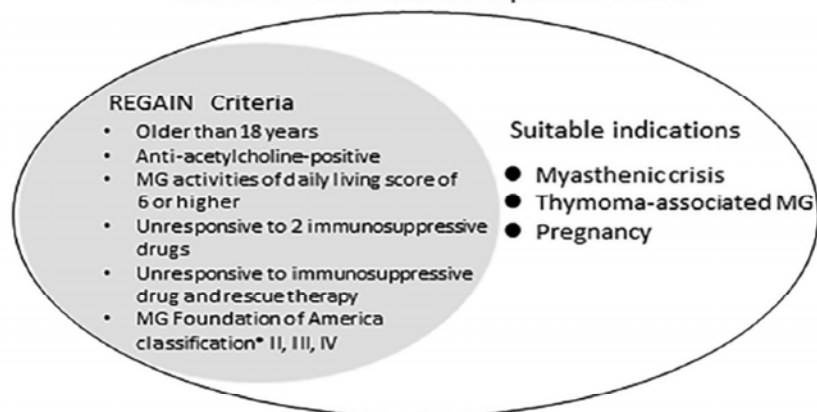 REGAIN Criteria
• Older than 18 years
• Anti-acetylcholine-positive
• MG activities of daily living score of
6 or higher
• Unresponsive to 2 immunosuppressive
drugs
• Unresponsive to immunosuppressive
drug and rescue therapy
• MG Foundation of America
classification* II, III, IV
Suitable indications
● Myasthenic crisis
● Thymoma-associated MG
● Pregnancy